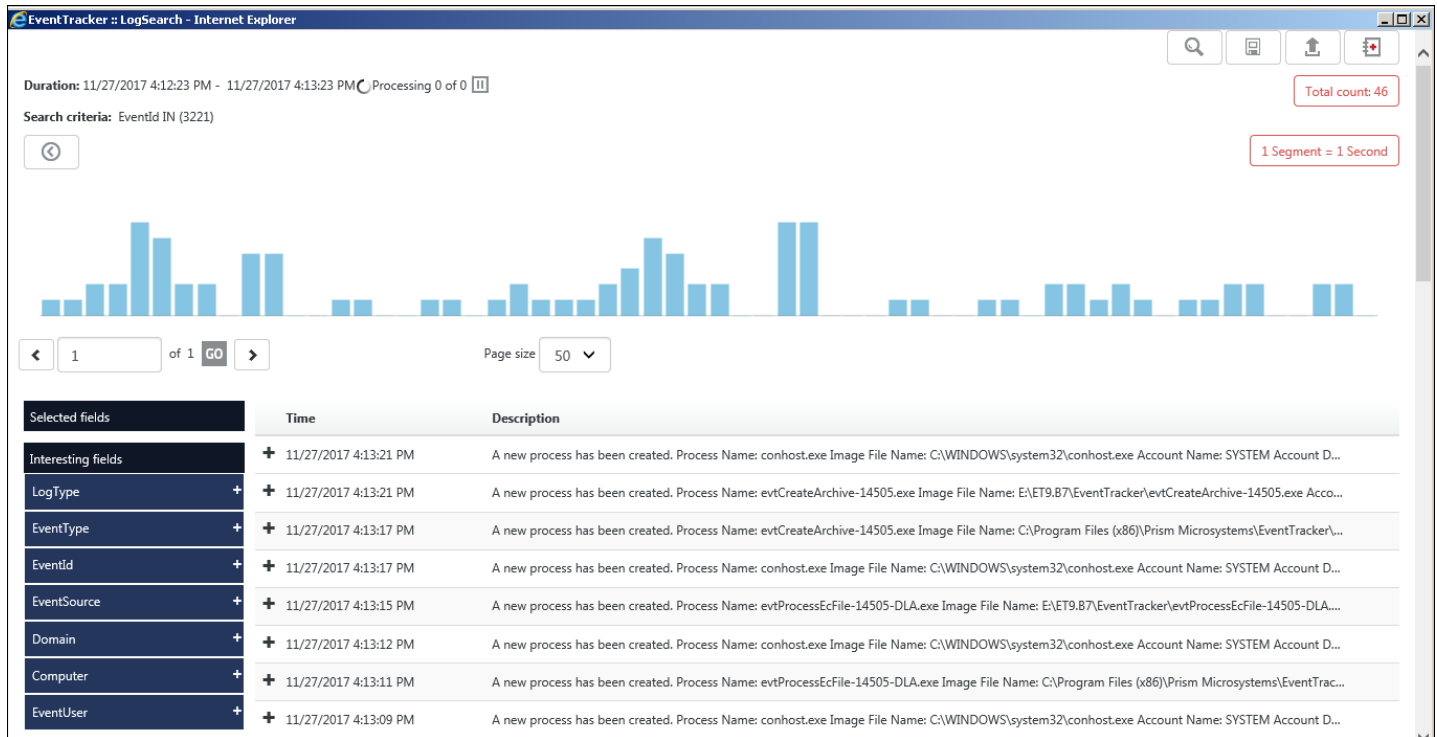 EventTracker :: LogSearch - Internet Explorer
Duration: 11/27/2017 4:12:23 PM - 11/27/2017 4:13:23 PM Processing 0 of 0
Total count: 46
Search criteria: EventId IN (3221)
1 Segment = 1 Second
1 of 1 GO Page size 50
Selected fields Time Description
Interesting fields
11/27/2017 4:13:21 PM A new process has been created. Process Name: conhost.exe Image File Name: C:\WINDOWS\system32\conhost.exe Account Name: SYSTEM Account D...
LogType +
11/27/2017 4:13:21 PM A new process has been created. Process Name: evtCreateArchive-14505.exe Image File Name: E:\ET9.B7\EventTracker\evtCreateArchive-14505.exe Acco...
EventType +
11/27/2017 4:13:17 PM A new process has been created. Process Name: evtCreateArchive-14505.exe Image File Name: C:\Program Files (x86)\Prism Microsystems\EventTracker\...
EventId +
11/27/2017 4:13:17 PM A new process has been created. Process Name: conhost.exe Image File Name: C:\WINDOWS\system32\conhost.exe Account Name: SYSTEM Account D...
EventSource +
11/27/2017 4:13:15 PM A new process has been created. Process Name: evtProcessEcFile-14505-DLA.exe Image File Name: E:\ET9.B7\EventTracker\evtProcessEcFile-14505-DLA....
Domain +
11/27/2017 4:13:12 PM A new process has been created. Process Name: conhost.exe Image File Name: C:\WINDOWS\system32\conhost.exe Account Name: SYSTEM Account D...
Computer +
11/27/2017 4:13:11 PM A new process has been created. Process Name: evtProcessEcFile-14505-DLA.exe Image File Name: C:\Program Files (x86)\Prism Microsystems\EventTrac...
EventUser +
11/27/2017 4:13:09 PM A new process has been created. Process Name: conhost.exe Image File Name: C:\WINDOWS\system32\conhost.exe Account Name: SYSTEM Account D...